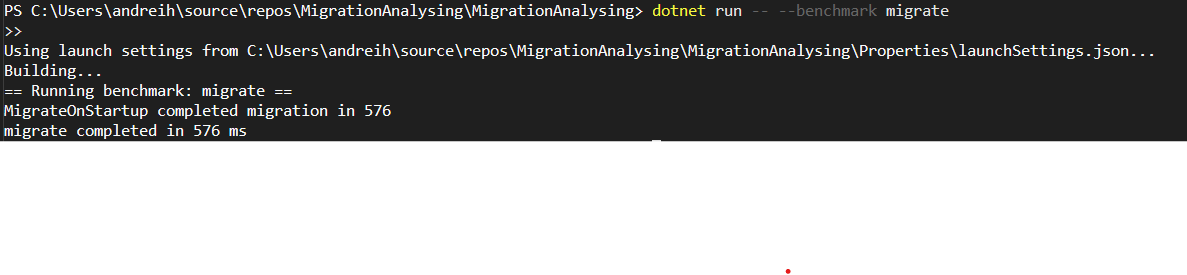 PS C:\Users\andreih\source\repos\MigrationAnalysing\MigrationAnalysing> dotnet run -- --benchmark migrate
>>
Using launch settings from C:\Users\andreih\source\repos\MigrationAnalysing\MigrationAnalysing\Properties\launchSettings.json...
Building...
== Running benchmark: migrate ==
MigrateOnStartup completed migration in 576
migrate completed in 576 ms